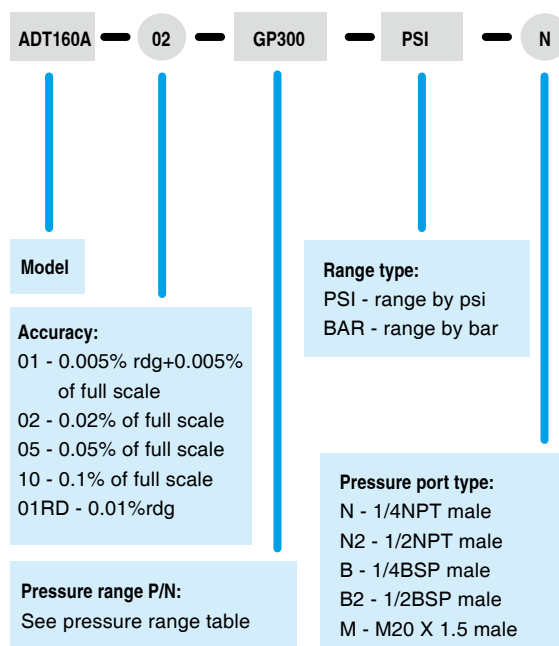 ADT160A 02 GP300 PSI N
Model
Accuracy:
01 - 0.005% rdg+0.005%
of full scale
02 - 0.02% of full scale
05 - 0.05% of full scale
10 - 0.1% of full scale
01RD - 0.01%rdg
Pressure range P/N:
See pressure range table
Range type:
PSI - range by psi
BAR - range by bar
Pressure port type:
N - 1/4NPT male
N2 - 1/2NPT male
B - 1/4BSP male
B2 - 1/2BSP male
M - M20 X 1.5 male